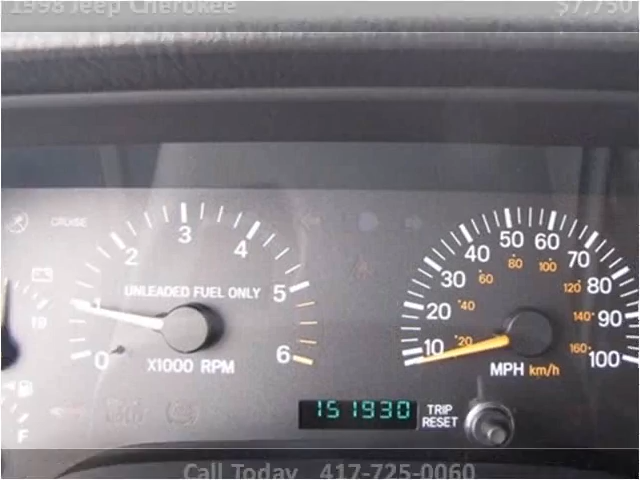 1998 Jeep Cherokee $7,750
CRUISE
0 1 2 3 4 5 6
UNLEADED FUEL ONLY
X1000 RPM
10 20 30 40 50 60 70 80 90 100
20 40 60 80 100 120 140 160
MPH km/h
19
F
151930
TRIP
RESET
Call Today 417-725-0060